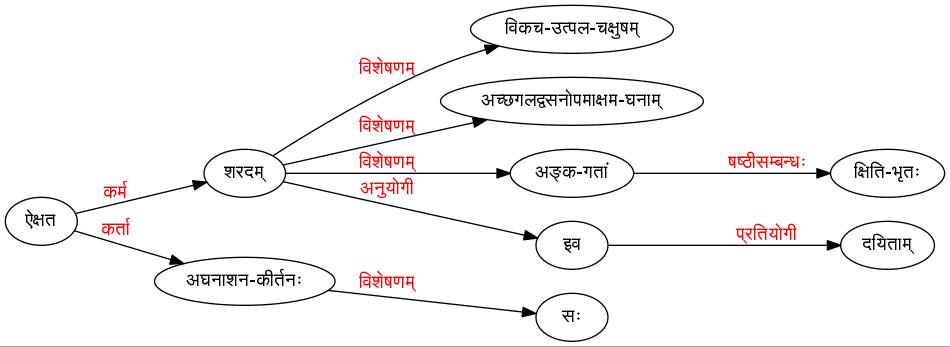 विकच-उत्पल-चक्षुषम्
विशेषणम्
अच्छगलद्वसनोपमाक्षम-घनाम्
विशेषणम्
शरदम्
विशेषणम्
अङ्क-गतां
षष्ठीसम्बन्धः
क्षिति-भृतः
अनुयोगी
कर्म
ऐक्षत
कर्ता
इव
प्रतियोगी
दयिताम्
अघनाशन-कीर्तनः
विशेषणम्
सः